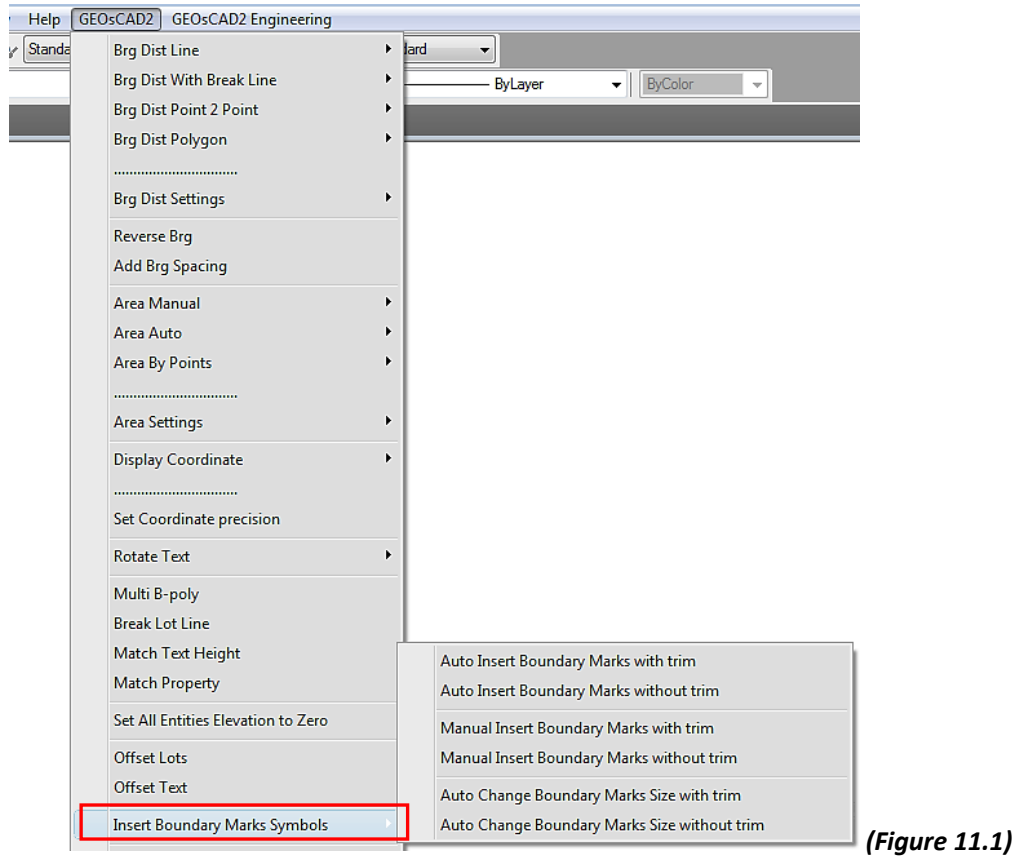 Help GEOsCAD2 GEOsCAD2 Engineering
Standa
dard
ByLayer
ByColor
Brg Dist Line
Brg Dist With Break Line
Brg Dist Point 2 Point
Brg Dist Polygon
................................
Brg Dist Settings
Reverse Brg
Add Brg Spacing
Area Manual
Area Auto
Area By Points
................................
Area Settings
Display Coordinate
................................
Set Coordinate precision
Rotate Text
Multi B-poly
Break Lot Line
Match Text Height
Match Property
Set All Entities Elevation to Zero
Offset Lots
Offset Text
Insert Boundary Marks Symbols
Auto Insert Boundary Marks with trim
Auto Insert Boundary Marks without trim
Manual Insert Boundary Marks with trim
Manual Insert Boundary Marks without trim
Auto Change Boundary Marks Size with trim
Auto Change Boundary Marks Size without trim
(Figure 11.1)